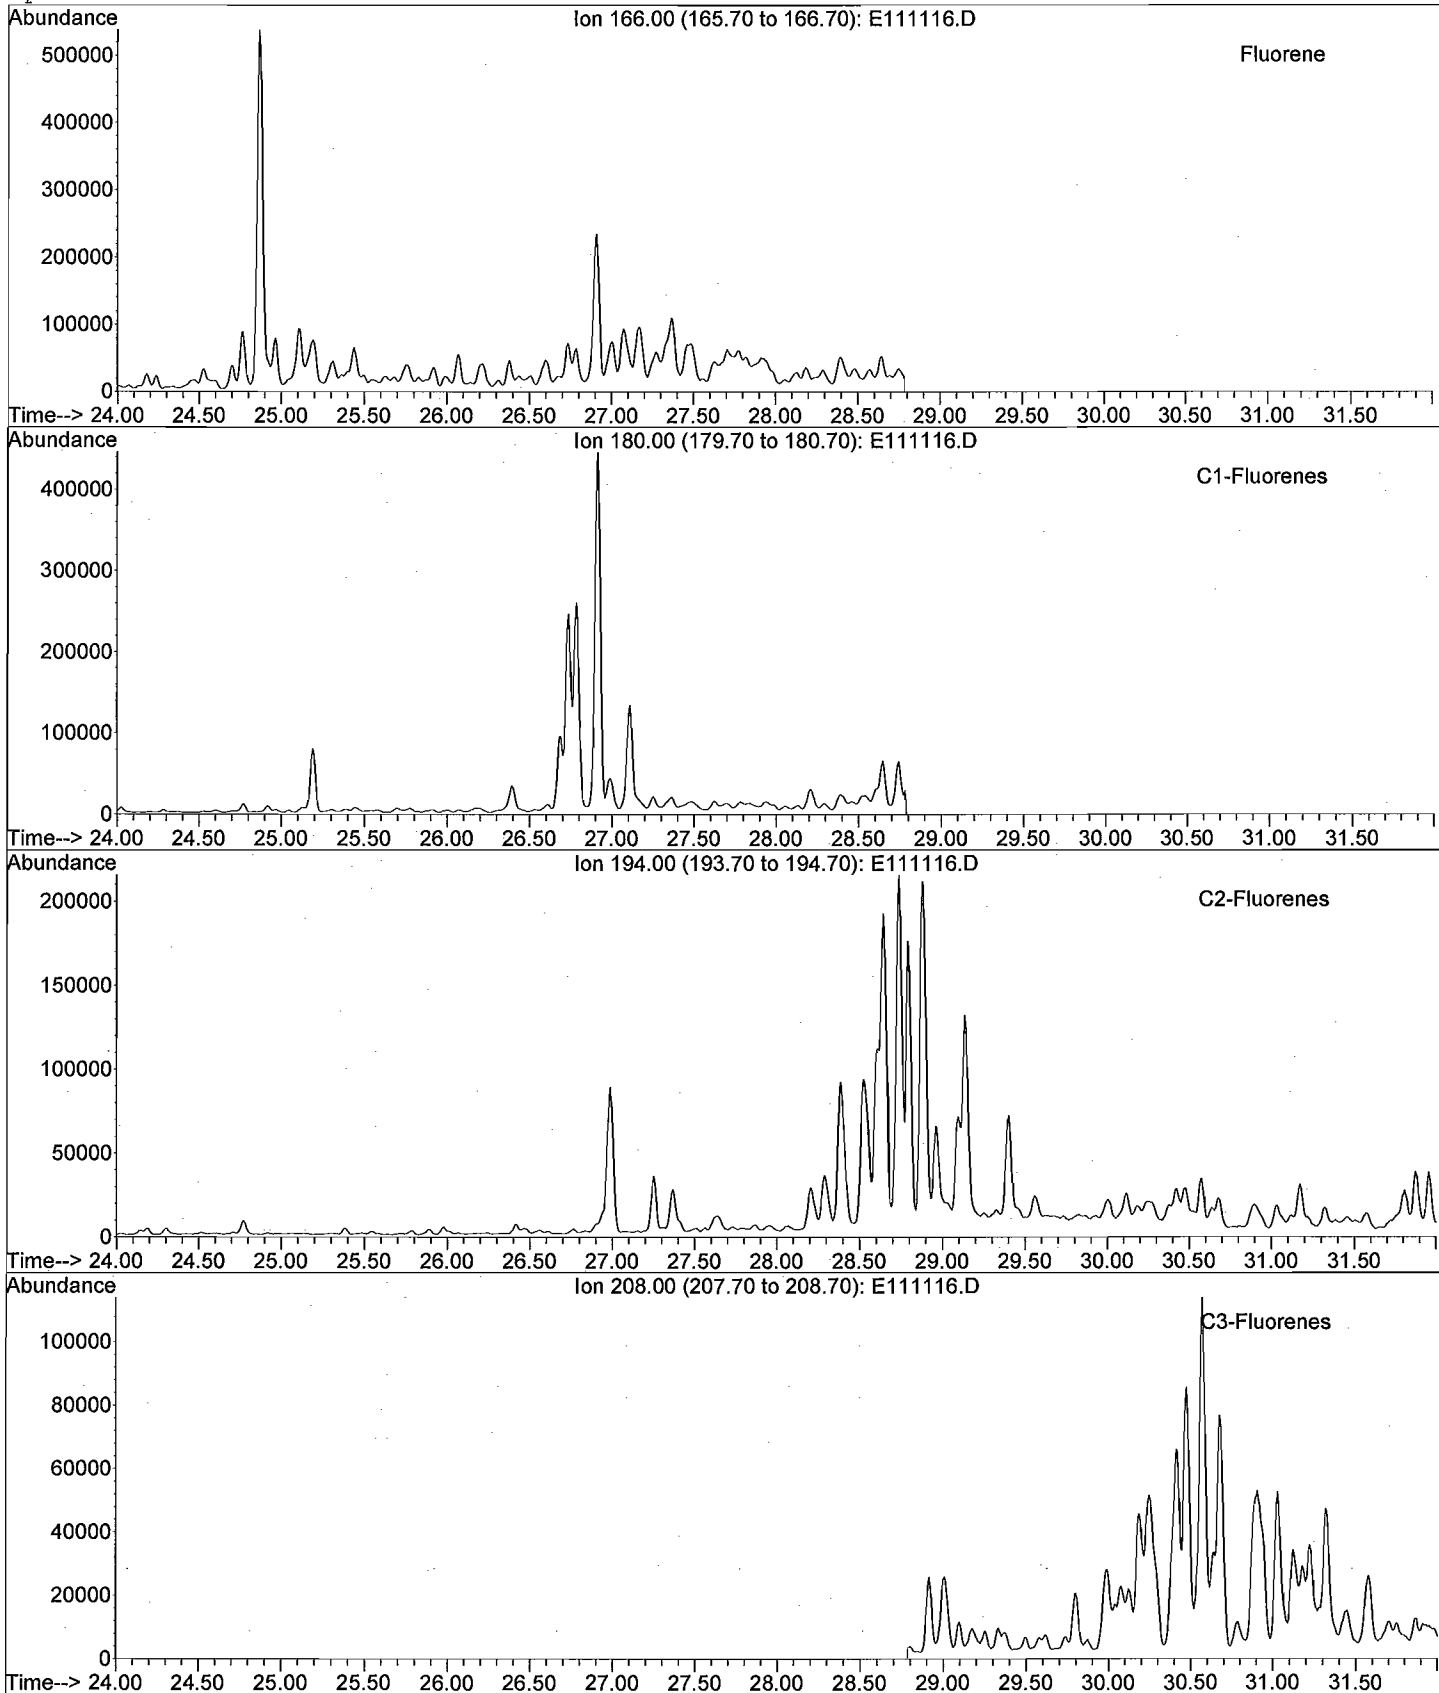 Abundance
Ion 166.00 (165.70 to 166.70): E111116.D
Fluorene
500000
400000
300000
200000
100000
0
Time--> 24.00 24.50 25.00 25.50 26.00 26.50 27.00 27.50 28.00 28.50 29.00 29.50 30.00 30.50 31.00 31.50
Abundance
Ion 180.00 (179.70 to 180.70): E111116.D
C1-Fluorenes
400000
300000
200000
100000
0
Time--> 24.00 24.50 25.00 25.50 26.00 26.50 27.00 27.50 28.00 28.50 29.00 29.50 30.00 30.50 31.00 31.50
Abundance
Ion 194.00 (193.70 to 194.70): E111116.D
C2-Fluorenes
200000
150000
100000
50000
0
Time--> 24.00 24.50 25.00 25.50 26.00 26.50 27.00 27.50 28.00 28.50 29.00 29.50 30.00 30.50 31.00 31.50
Abundance
Ion 208.00 (207.70 to 208.70): E111116.D
C3-Fluorenes
100000
80000
60000
40000
20000
0
Time--> 24.00 24.50 25.00 25.50 26.00 26.50 27.00 27.50 28.00 28.50 29.00 29.50 30.00 30.50 31.00 31.50